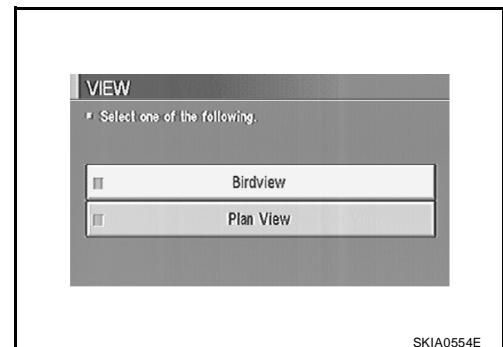 VIEW
Select one of the following.
Birdview
Plan View
SKIA0554E